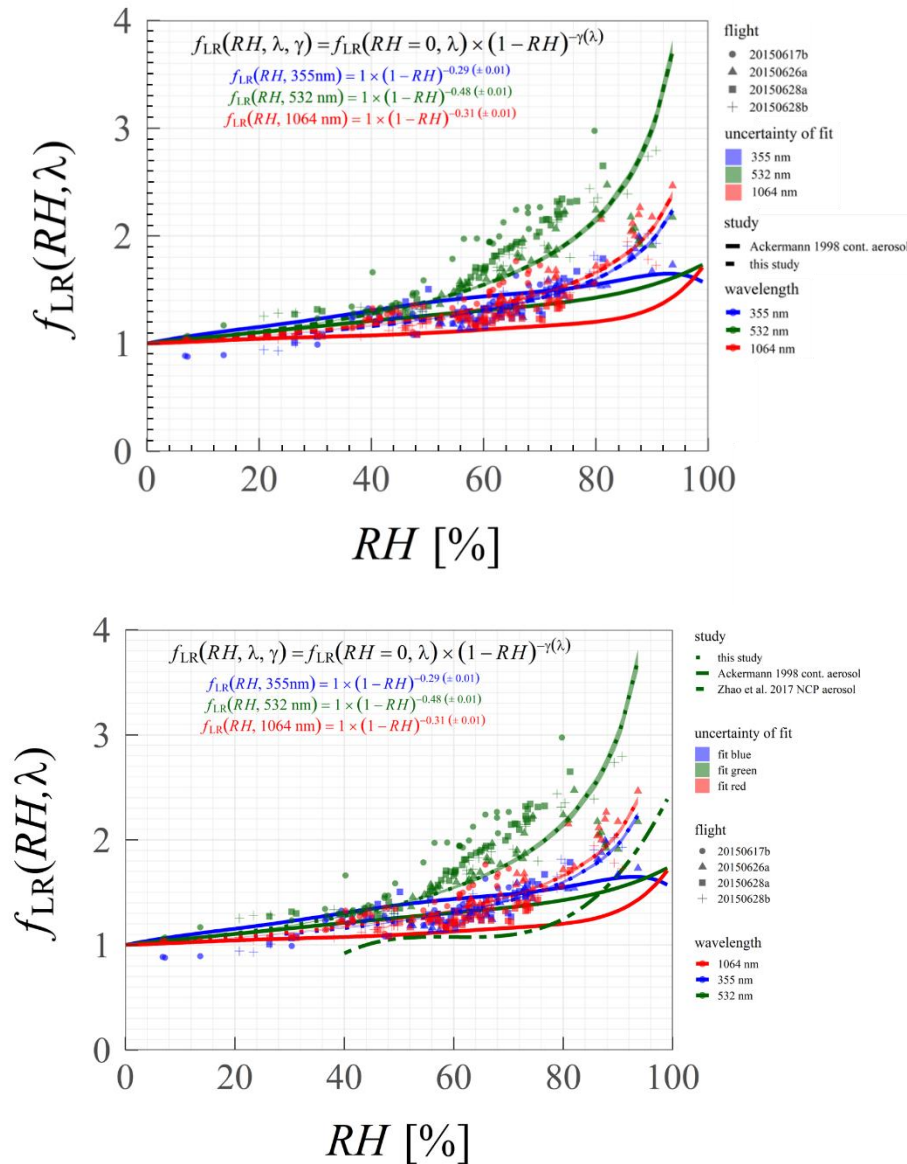 4
f_LR(RH, λ, γ) = f_LR(RH = 0, λ) × (1−RH)^−γ(λ)
f_LR(RH, 355nm) = 1 × (1−RH)^−0.29 (± 0.01)
f_LR(RH, 532 nm) = 1 × (1−RH)^−0.48 (± 0.01)
f_LR(RH, 1064 nm) = 1 × (1−RH)^−0.31 (± 0.01)
3
2
1
0
f_LR(RH,λ)
0 20 40 60 80 100
RH [%]
flight
20150617b
20150626a
20150628a
20150628b
uncertainty of fit
355 nm
532 nm
1064 nm
study
Ackermann 1998 cont. aerosol
this study
wavelength
355 nm
532 nm
1064 nm
4
f_LR(RH, λ, γ) = f_LR(RH = 0, λ) × (1−RH)^−γ(λ)
f_LR(RH, 355nm) = 1 × (1−RH)^−0.29 (± 0.01)
f_LR(RH, 532 nm) = 1 × (1−RH)^−0.48 (± 0.01)
f_LR(RH, 1064 nm) = 1 × (1−RH)^−0.31 (± 0.01)
3
2
1
0
f_LR(RH,λ)
0 20 40 60 80 100
RH [%]
study
this study
Ackermann 1998 cont. aerosol
Zhao et al. 2017 NCP aerosol
uncertainty of fit
fit blue
fit green
fit red
flight
20150617b
20150626a
20150628a
20150628b
wavelength
1064 nm
355 nm
532 nm